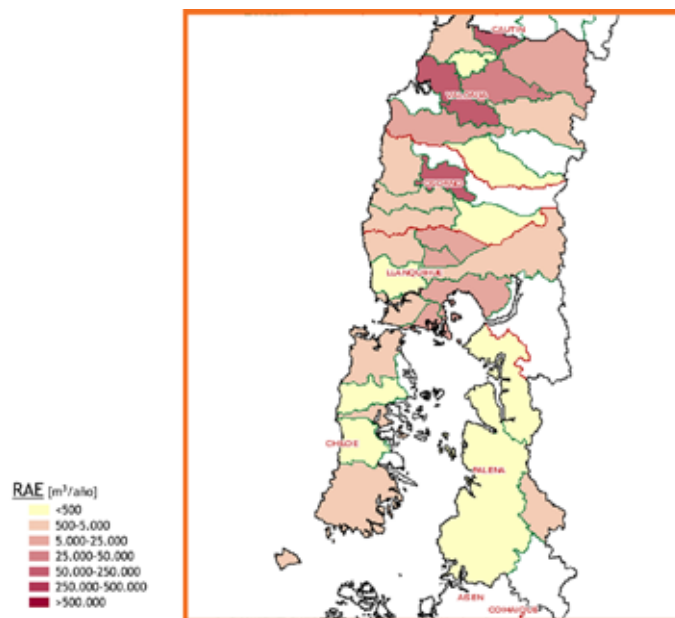 CAUTIN
VALDIVIA
OSORNO
LLANQUIHUE
CHILOE
PALENA
RAE [m³/año]
<500
500-5.000
5.000-25.000
25.000-50.000
50.000-250.000
250.000-500.000
>500.000
AISEN
COIHAIQUE